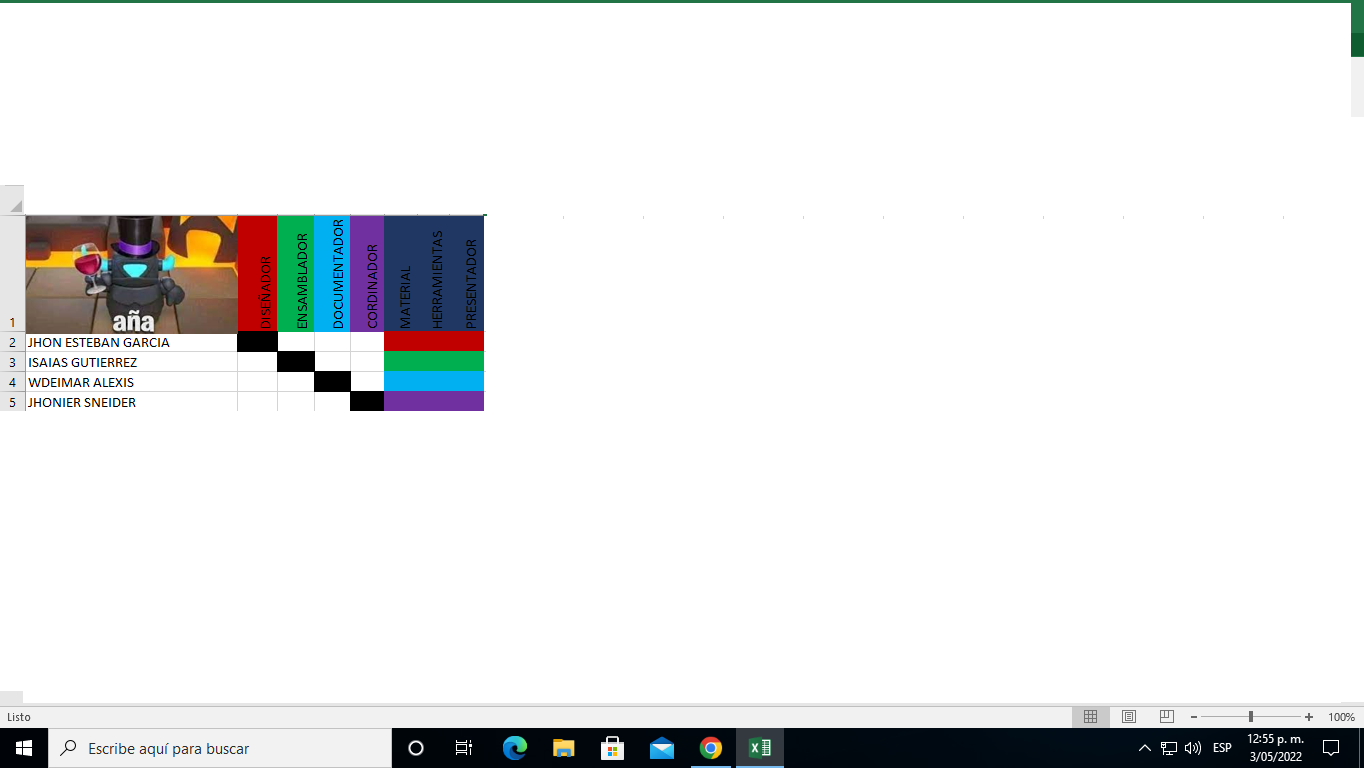 DISEÑADOR
ENSAMBLADOR
DOCUMENTADOR
CORDINADOR
MATERIAL
HERRAMIENTAS
PRESENTADOR
1
aña
2 JHON ESTEBAN GARCIA
3 ISAIAS GUTIERREZ
4 WDEIMAR ALEXIS
5 JHONIER SNEIDER
Listo
100%
Escribe aquí para buscar
ESP
12:55 p. m.
3/05/2022